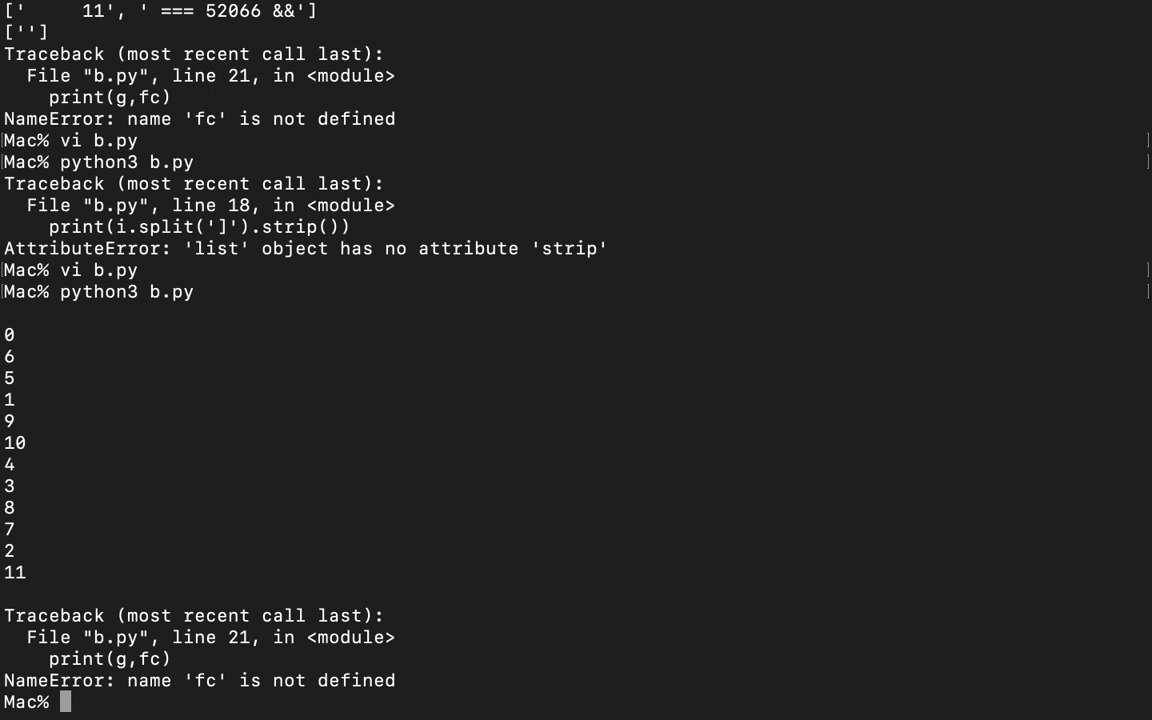 ['       11', ' === 52066 &&']
['']
Traceback (most recent call last):
  File "b.py", line 21, in <module>
    print(g,fc)
NameError: name 'fc' is not defined
[Mac% vi b.py ]
[Mac% python3 b.py ]
Traceback (most recent call last):
  File "b.py", line 18, in <module>
    print(i.split(']').strip())
AttributeError: 'list' object has no attribute 'strip'
[Mac% vi b.py ]
[Mac% python3 b.py ]

0
6
5
1
9
10
4
3
8
7
2
11

Traceback (most recent call last):
  File "b.py", line 21, in <module>
    print(g,fc)
NameError: name 'fc' is not defined
Mac%